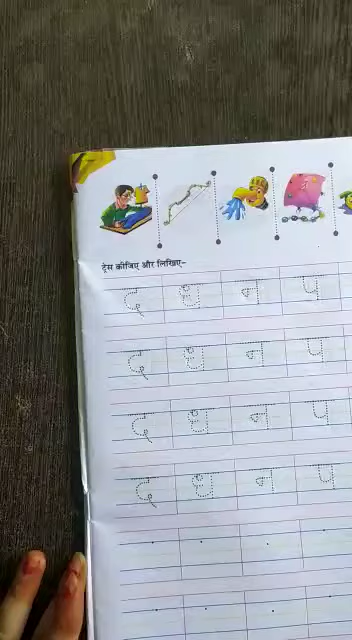 ट्रेस कीजिए और लिखिए-
द ध न प
द ध न प
द ध न प
द ध न प